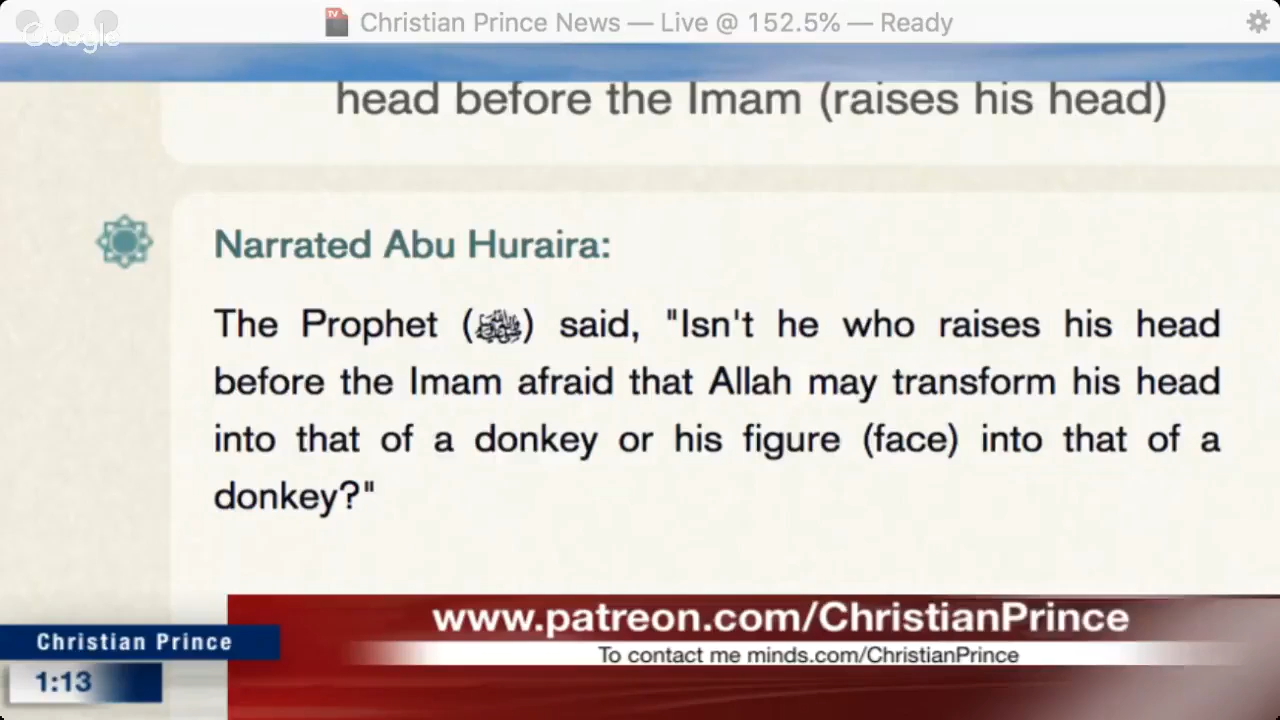 Christian Prince News — Live @ 152.5% — Ready
Google
head before the Imam (raises his head)
Narrated Abu Huraira:
The Prophet (ﷺ) said, "Isn't he who raises his head
before the Imam afraid that Allah may transform his head
into that of a donkey or his figure (face) into that of a
donkey?"
www.patreon.com/ChristianPrince
To contact me minds.com/ChristianPrince
Christian Prince
1:13